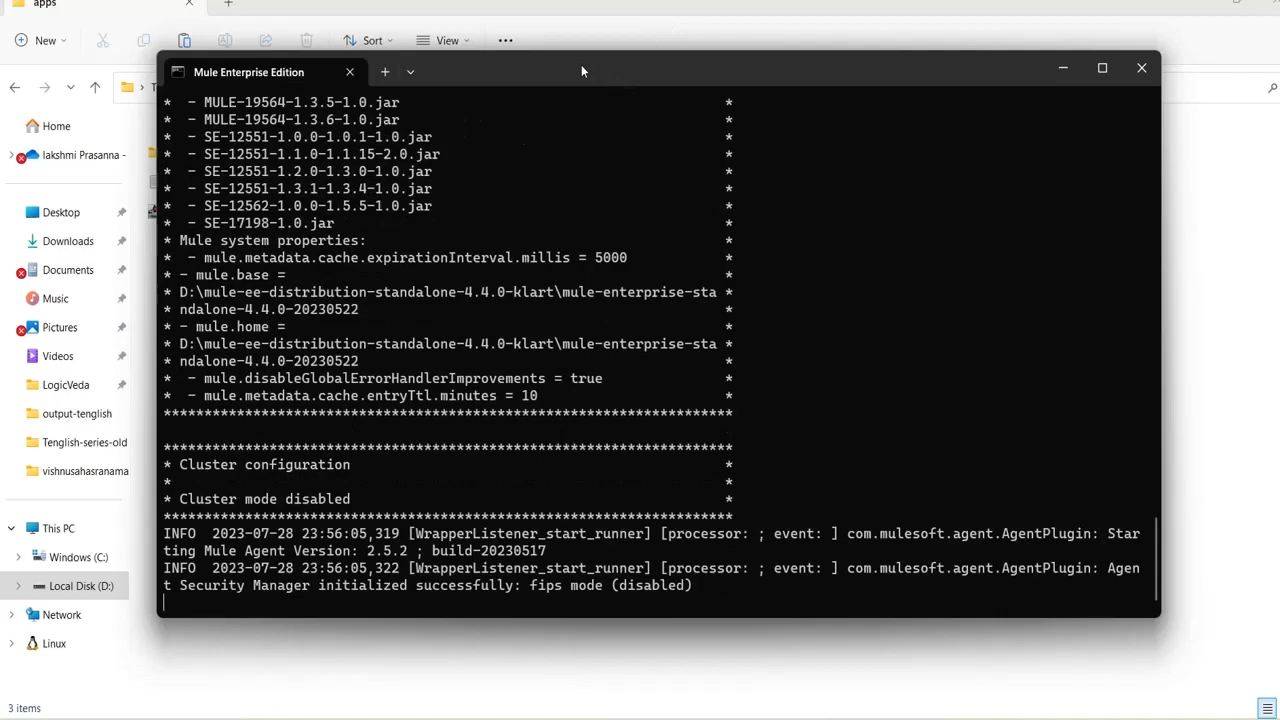 apps
New
Sort
View
Mule Enterprise Edition
*  - MULE-19564-1.3.5-1.0.jar *
*  - MULE-19564-1.3.6-1.0.jar *
*  - SE-12551-1.0.0-1.0.1-1.0.jar *
*  - SE-12551-1.1.0-1.1.15-2.0.jar *
*  - SE-12551-1.2.0-1.3.0-1.0.jar *
*  - SE-12551-1.3.1-1.3.4-1.0.jar *
*  - SE-12562-1.0.0-1.5.5-1.0.jar *
*  - SE-17198-1.0.jar *
* Mule system properties: *
*  - mule.metadata.cache.expirationInterval.millis = 5000 *
* - mule.base = *
* D:\mule-ee-distribution-standalone-4.4.0-klart\mule-enterprise-sta *
* ndalone-4.4.0-20230522 *
* - mule.home = *
* D:\mule-ee-distribution-standalone-4.4.0-klart\mule-enterprise-sta *
* ndalone-4.4.0-20230522 *
*  - mule.disableGlobalErrorHandlerImprovements = true *
*  - mule.metadata.cache.entryTtl.minutes = 10 *
**********************************************************************
**********************************************************************
* Cluster configuration *
* *
* Cluster mode disabled *
**********************************************************************
INFO  2023-07-28 23:56:05,319 [WrapperListener_start_runner] [processor: ; event: ] com.mulesoft.agent.AgentPlugin: Star
ting Mule Agent Version: 2.5.2 ; build-20230517
INFO  2023-07-28 23:56:05,322 [WrapperListener_start_runner] [processor: ; event: ] com.mulesoft.agent.AgentPlugin: Agen
t Security Manager initialized successfully: fips mode (disabled)
Home
lakshmi Prasanna -
Desktop
Downloads
Documents
Music
Pictures
Videos
LogicVeda
output-tenglish
Tenglish-series-old
vishnusahasranama
This PC
Windows (C:)
Local Disk (D:)
Network
Linux
3 items